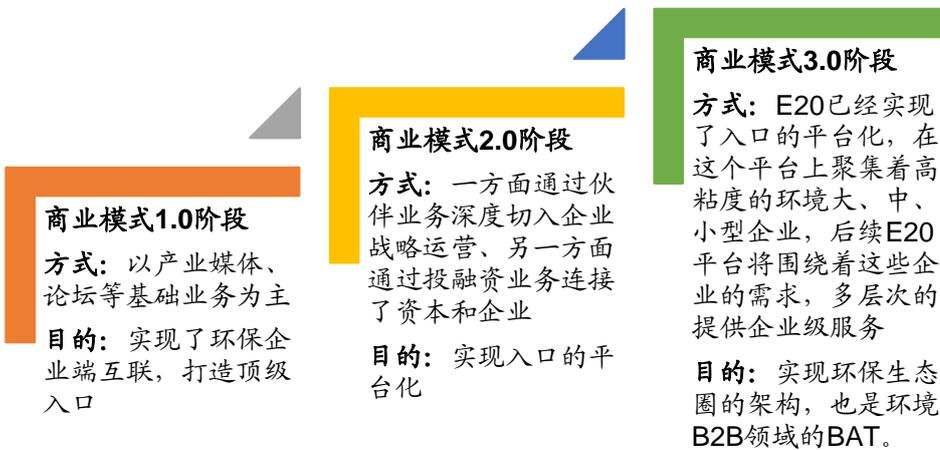 商业模式1.0阶段
方式：以产业媒体、
论坛等基础业务为主
目的：实现了环保企
业端互联，打造顶级
入口
商业模式2.0阶段
方式：一方面通过伙
伴业务深度切入企业
战略运营、另一方面
通过投融资业务连接
了资本和企业
目的：实现入口的平
台化
商业模式3.0阶段
方式：E20已经实现
了入口的平台化，在
这个平台上聚集着高
粘度的环境大、中、
小型企业，后续E20
平台将围绕着这些企
业的需求，多层次的
提供企业级服务
目的：实现环保生态
圈的架构，也是环境
B2B领域的BAT。